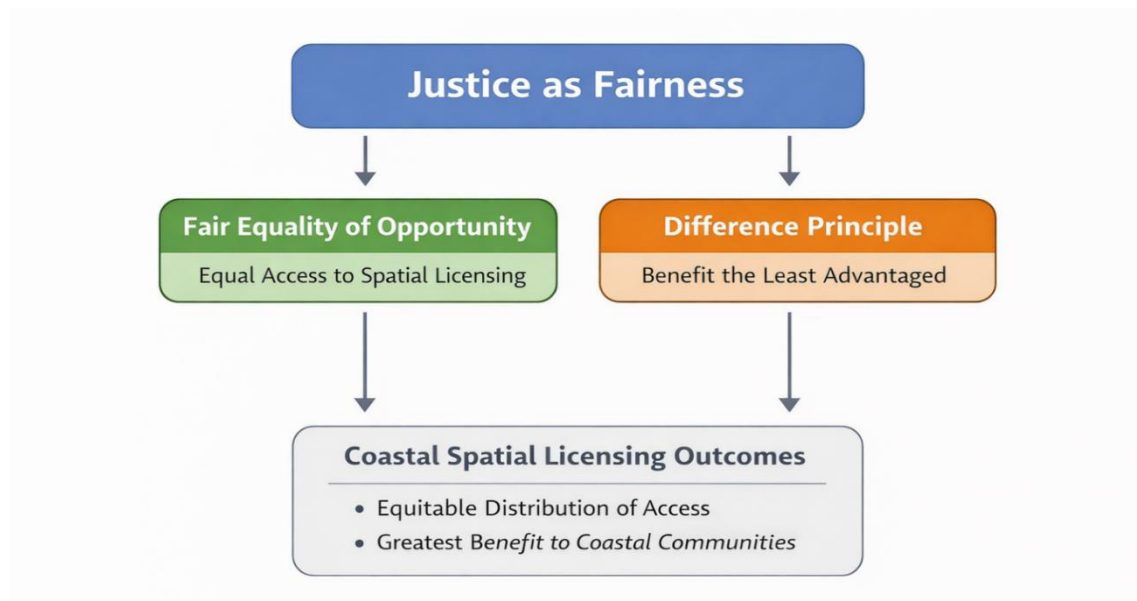 Justice as Fairness
Fair Equality of Opportunity
Equal Access to Spatial Licensing
Difference Principle
Benefit the Least Advantaged
Coastal Spatial Licensing Outcomes
• Equitable Distribution of Access
• Greatest Benefit to Coastal Communities